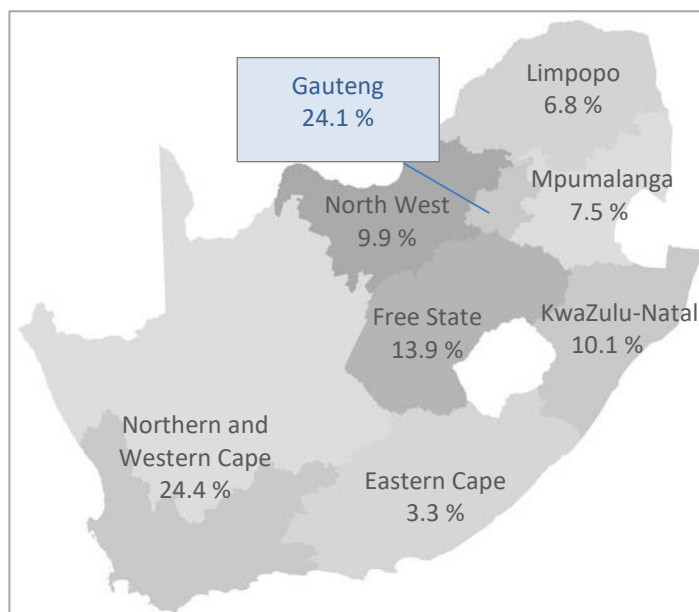 Limpopo
6.8 %
Gauteng
24.1 %
Mpumalanga
7.5 %
North West
9.9 %
Free State
13.9 %
KwaZulu-Natal
10.1 %
Northern and
Western Cape
24.4 %
Eastern Cape
3.3 %